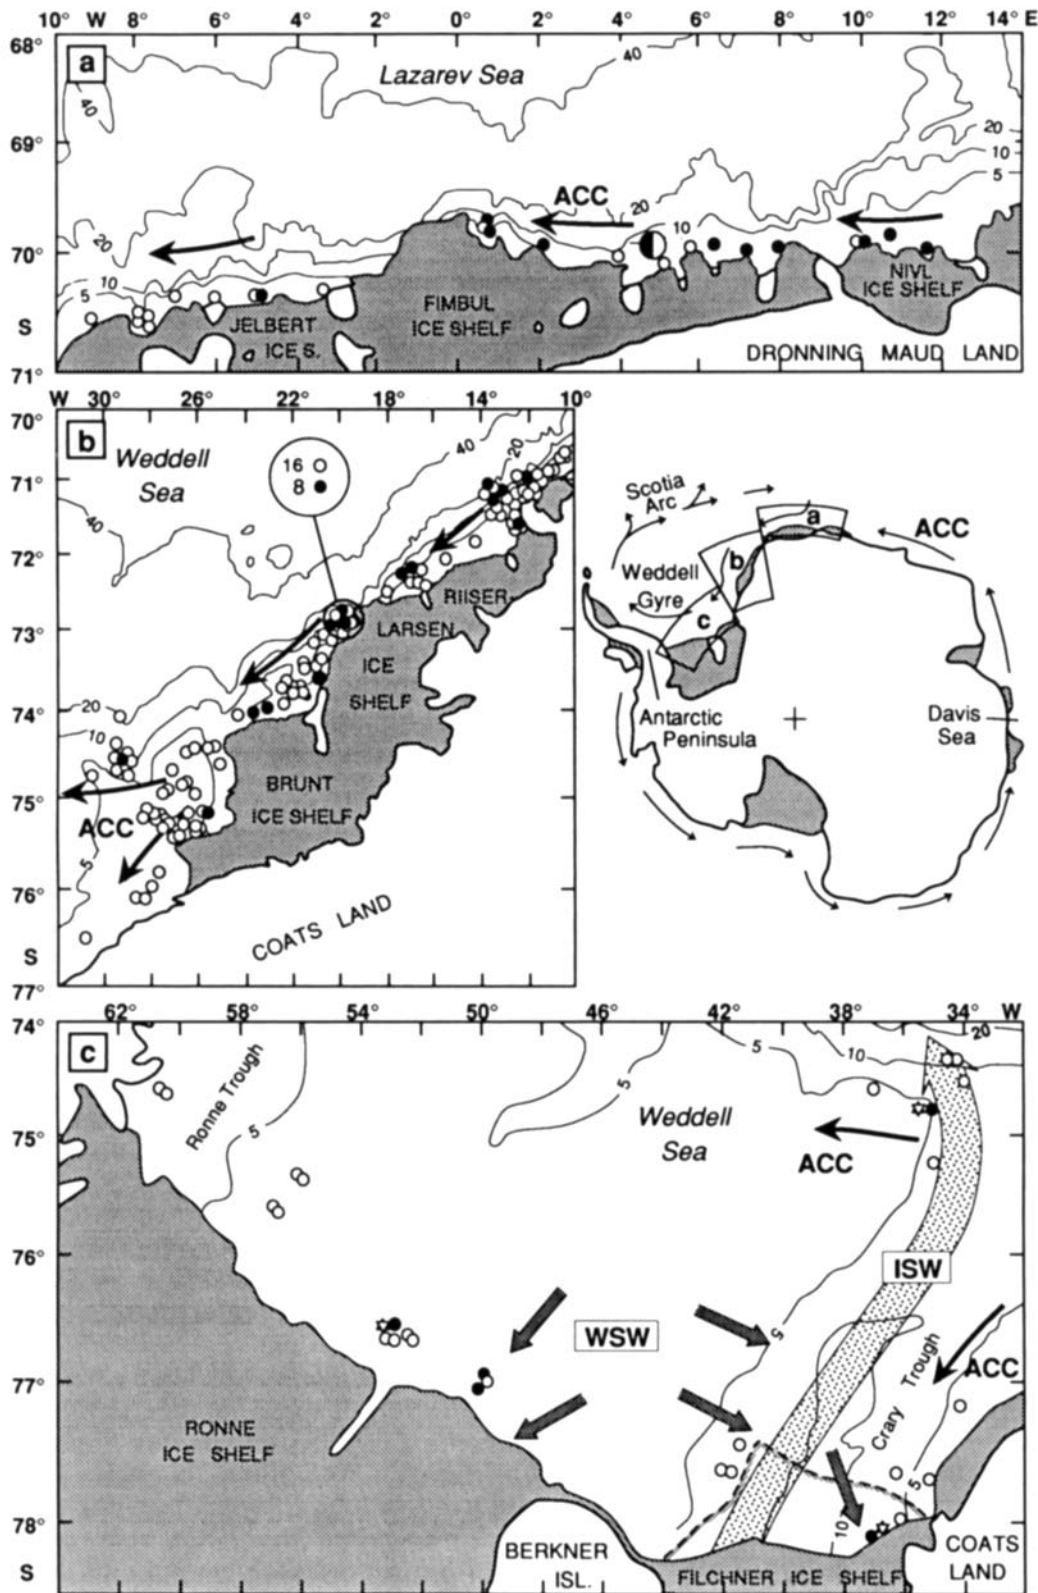 10° 8° 6° 4° 2° 0° 2° 4° 6° 8° 10° 12° 14° E
68°
a
Lazarev Sea
40
40
69°
20
10
5
ACC
20
10
20
70°
10
5
NIVL
ICE SHELF
FIMBUL
ICE SHELF
JELBERT
ICE S.
S
DRONNING MAUD LAND
71°
W 30° 26° 22° 18° 14° 10°
70°
b
Weddell
Sea
16
8
40
20
71°
40
72°
RIISER-
LARSEN
ICE
SHELF
73°
20
74°
10
BRUNT
ICE SHELF
75°
ACC
5
76°
COATS LAND
S
77°
Scotia
Arc
a
ACC
b
Weddell
Gyre
c
Antarctic
Peninsula
Davis
Sea
62° 58° 54° 50° 46° 42° 38° 34° W
74°
c
Ronne Trough
5
5
5
10
20
Weddell
Sea
75°
ACC
76°
ISW
WSW
5
Trough
ACC
77°
Crary
RONNE
ICE SHELF
5
10
78°
BERKNER
ISL.
FILCHNER ICE SHELF
COATS
LAND
S